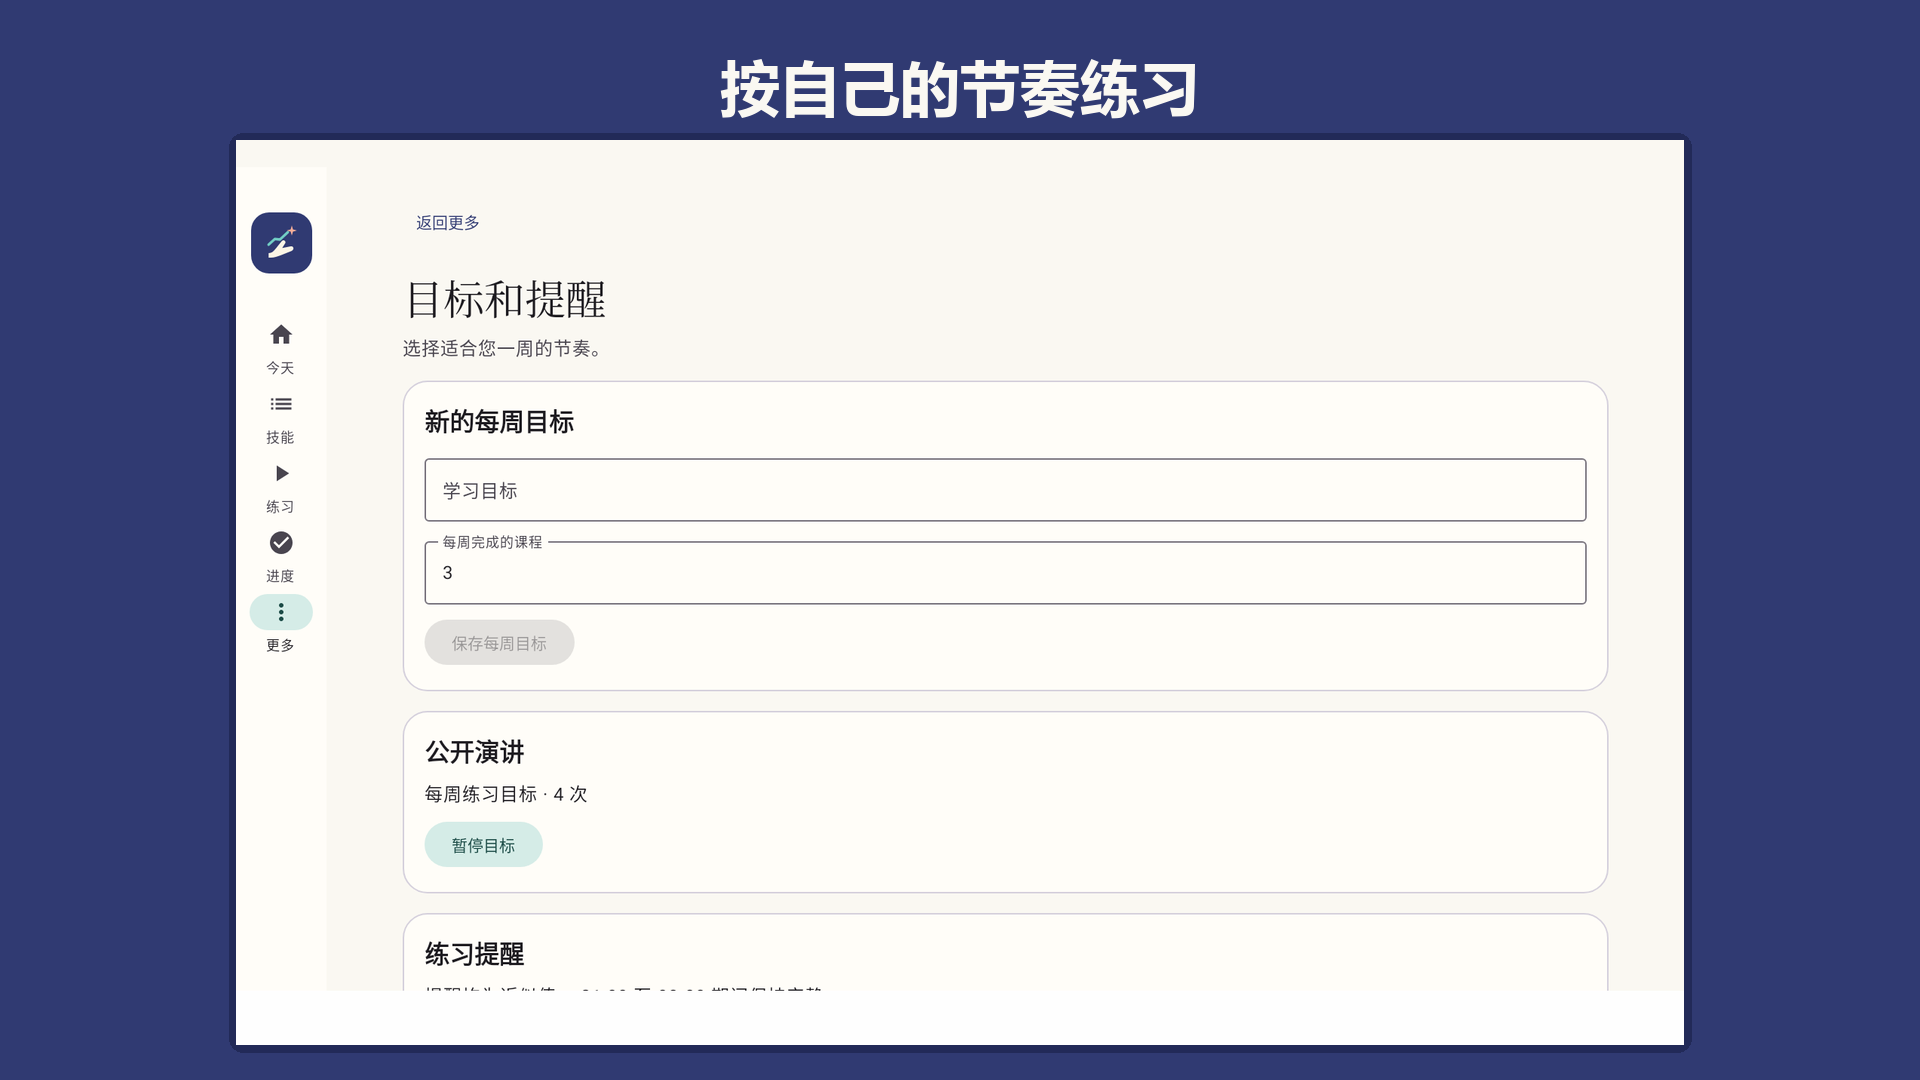 按自己的节奏练习
返回更多
目标和提醒
选择适合您一周的节奏。
今天
技能
练习
进度
更多
新的每周目标
学习目标
每周完成的课程
3
保存每周目标
公开演讲
每周练习目标 · 4 次
暂停目标
练习提醒